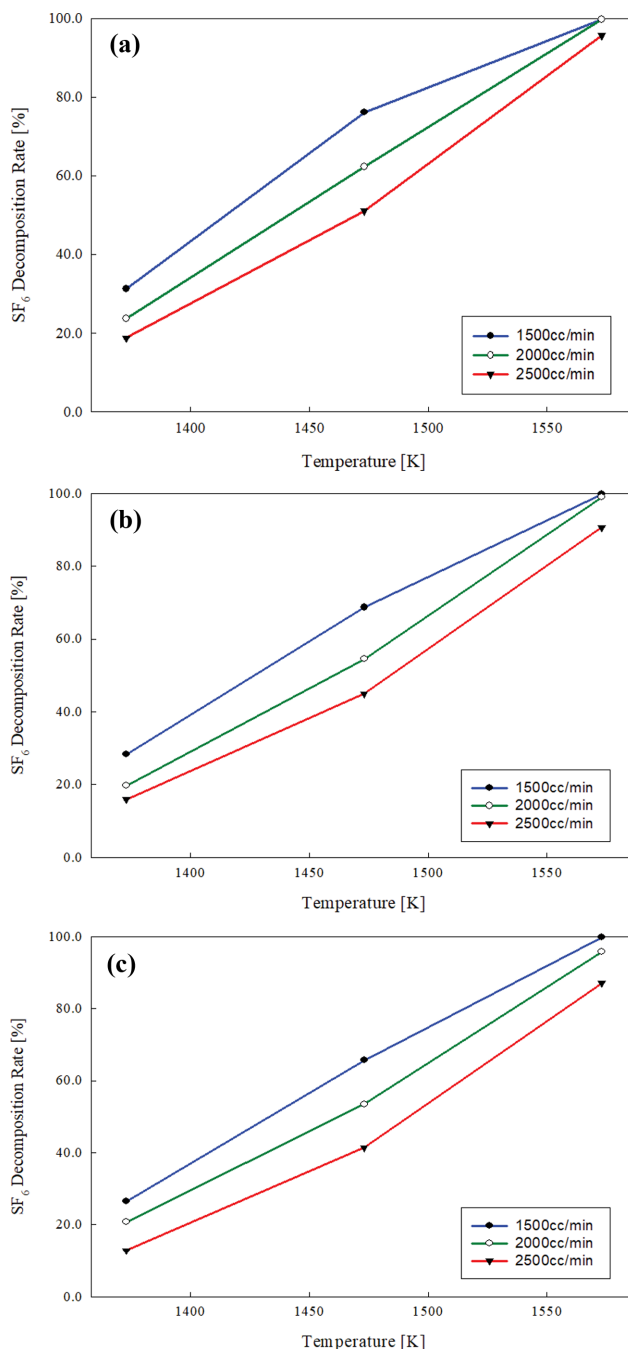 (a)
SF6 Decomposition Rate [%]
100.0
80.0
60.0
40.0
20.0
0.0
1500cc/min
2000cc/min
2500cc/min
1400
1450
1500
1550
Temperature [K]
(b)
SF6 Decomposition Rate [%]
100.0
80.0
60.0
40.0
20.0
0.0
1500cc/min
2000cc/min
2500cc/min
1400
1450
1500
1550
Temperature [K]
(c)
SF6 Decomposition Rate [%]
100.0
80.0
60.0
40.0
20.0
0.0
1500cc/min
2000cc/min
2500cc/min
1400
1450
1500
1550
Temperature [K]